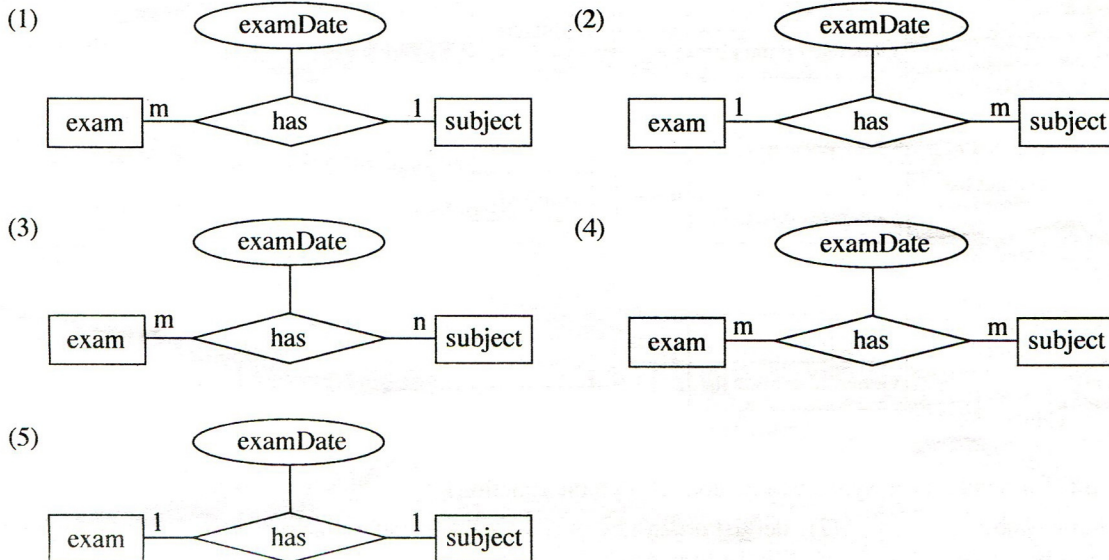 (1) examDate
exam m has 1 subject
(2) examDate
exam 1 has m subject
(3) examDate
exam m has n subject
(4) examDate
exam m has m subject
(5) examDate
exam 1 has 1 subject